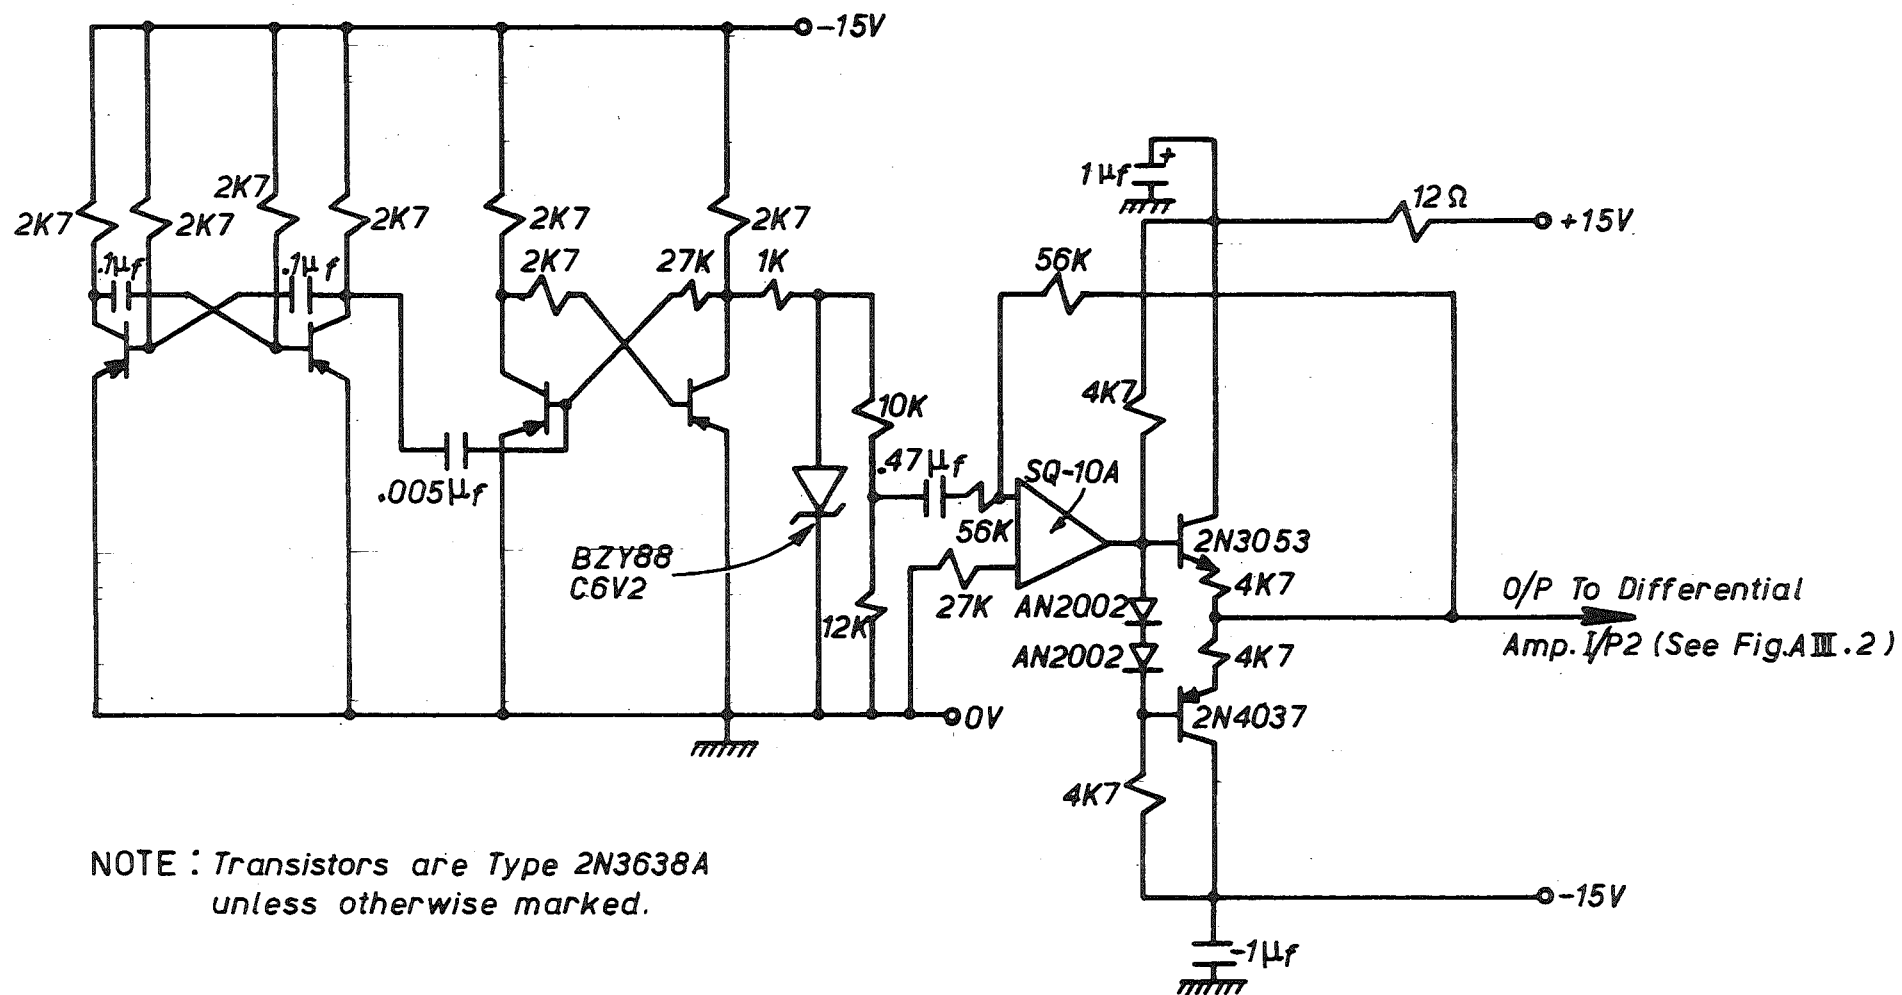 -15V
2K7
2K7
2K7
2K7
2K7
2K7
.1µf
.1µf
2K7
27K
1K
.005µf
BZY88
C6V2
10K
.47µf
56K
12K
27K
0V
1µf
+
12Ω
+15V
56K
4K7
SQ-10A
2N3053
4K7
AN2002
AN2002
4K7
2N4037
4K7
O/P To Differential
Amp. I/P2 (See Fig.AIII.2)
-15V
-1µf
NOTE : Transistors are Type 2N3638A
unless otherwise marked.